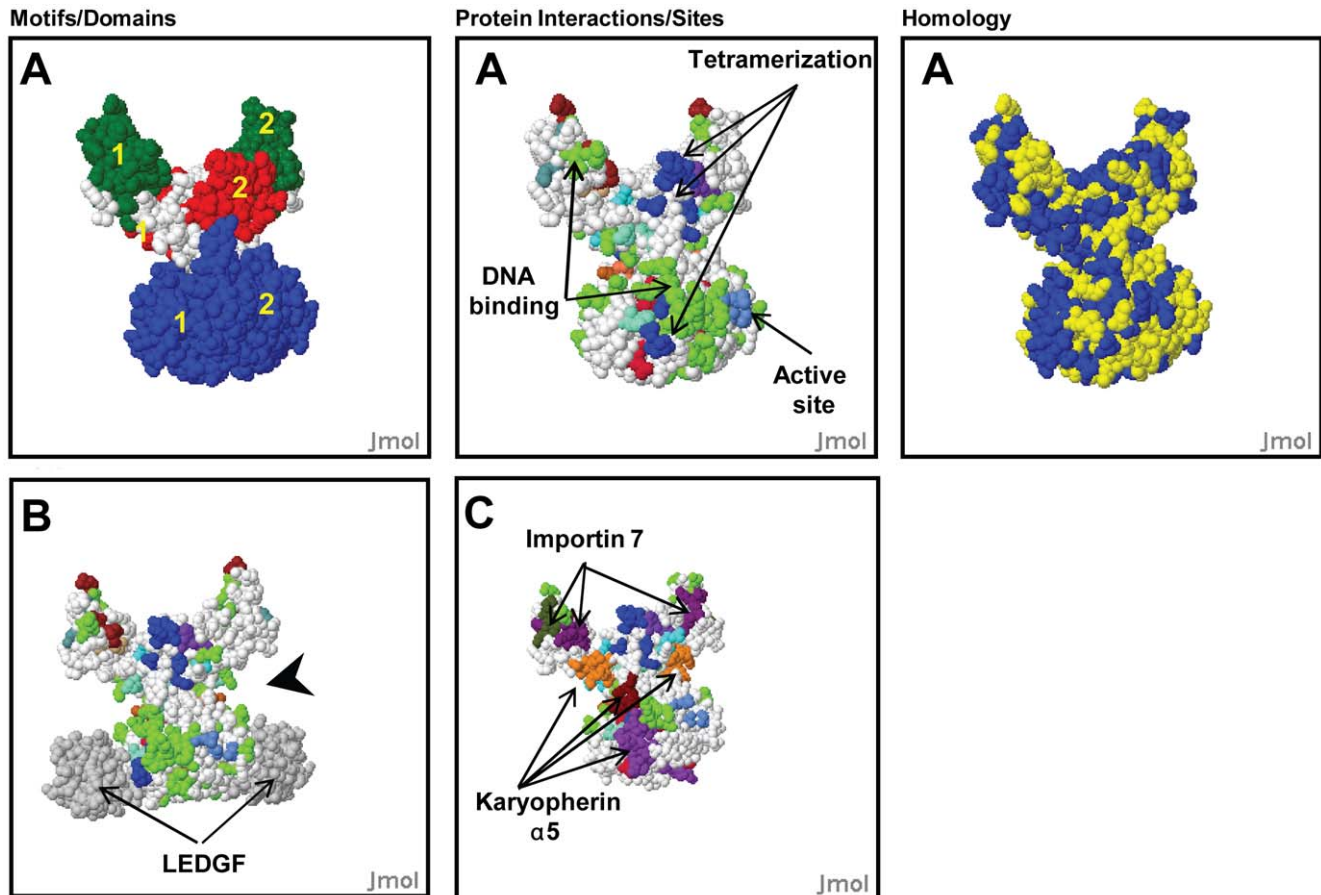 Motifs/Domains
Protein Interactions/Sites
Homology
A
1
2
2
1
1
2
Jmol
A
Tetramerization
DNA
binding
Active
site
Jmol
A
Jmol
B
LEDGF
Jmol
C
Importin 7
Karyopherin
α5
Jmol